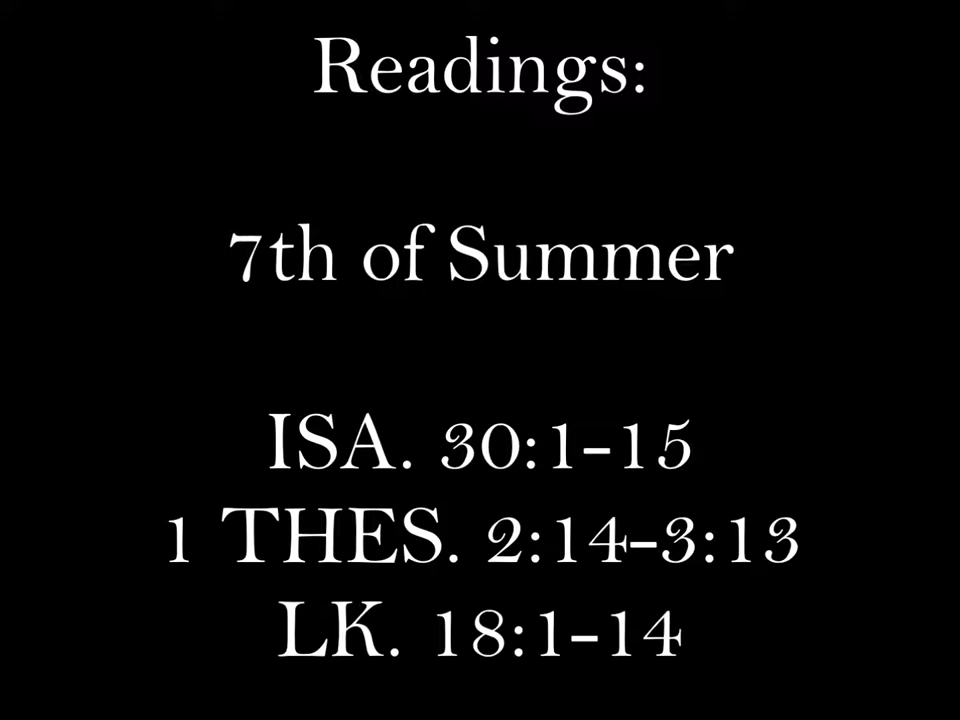 Readings:
7th of Summer
ISA. 30:1-15
1 THES. 2:14-3:13
LK. 18:1-14